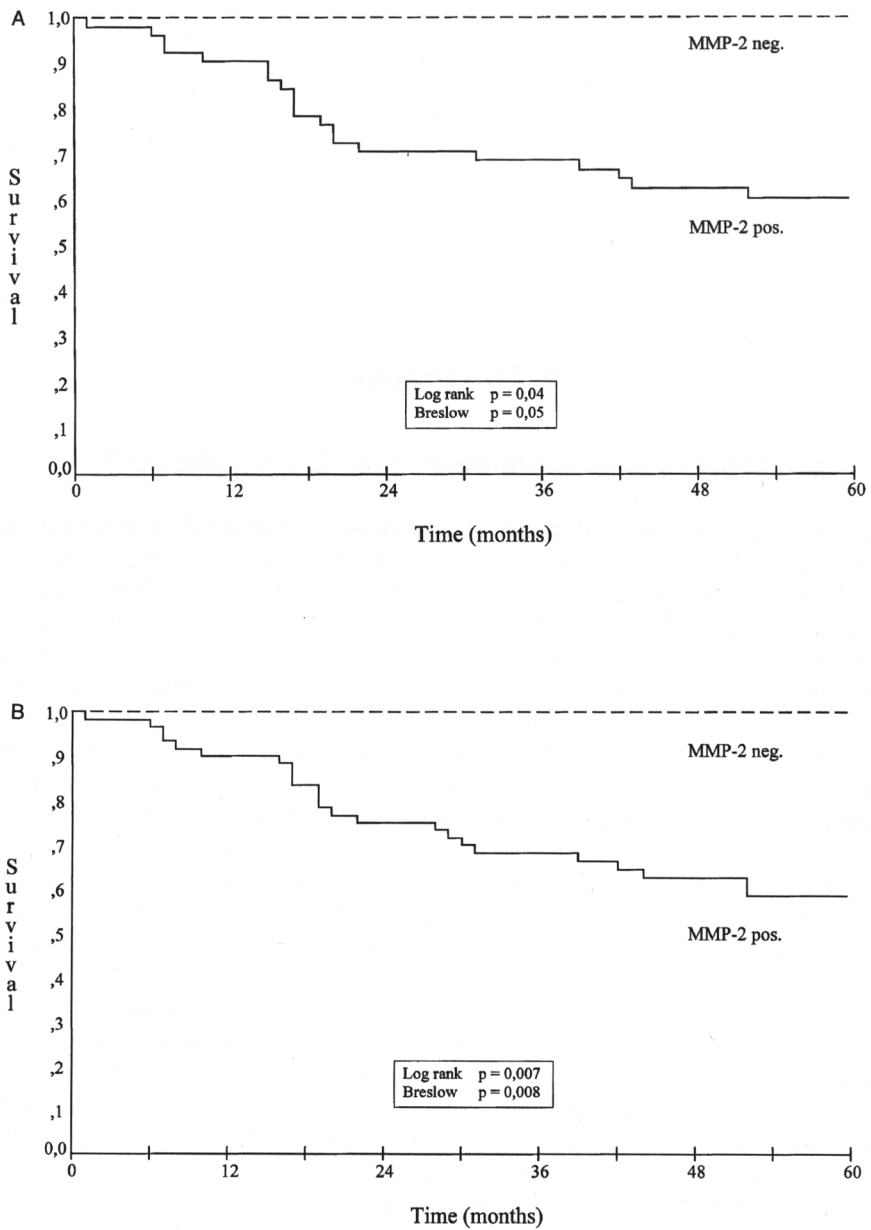 A
1,0
MMP-2 neg.
,9
,8
,7
,6
MMP-2 pos.
,5
,4
,3
,2
,1
0,0
Survival
Log rank p = 0,04
Breslow p = 0,05
0 12 24 36 48 60
Time (months)
B
1,0
MMP-2 neg.
,9
,8
,7
,6
MMP-2 pos.
,5
,4
,3
,2
,1
0,0
Survival
Log rank p = 0,007
Breslow p = 0,008
0 12 24 36 48 60
Time (months)